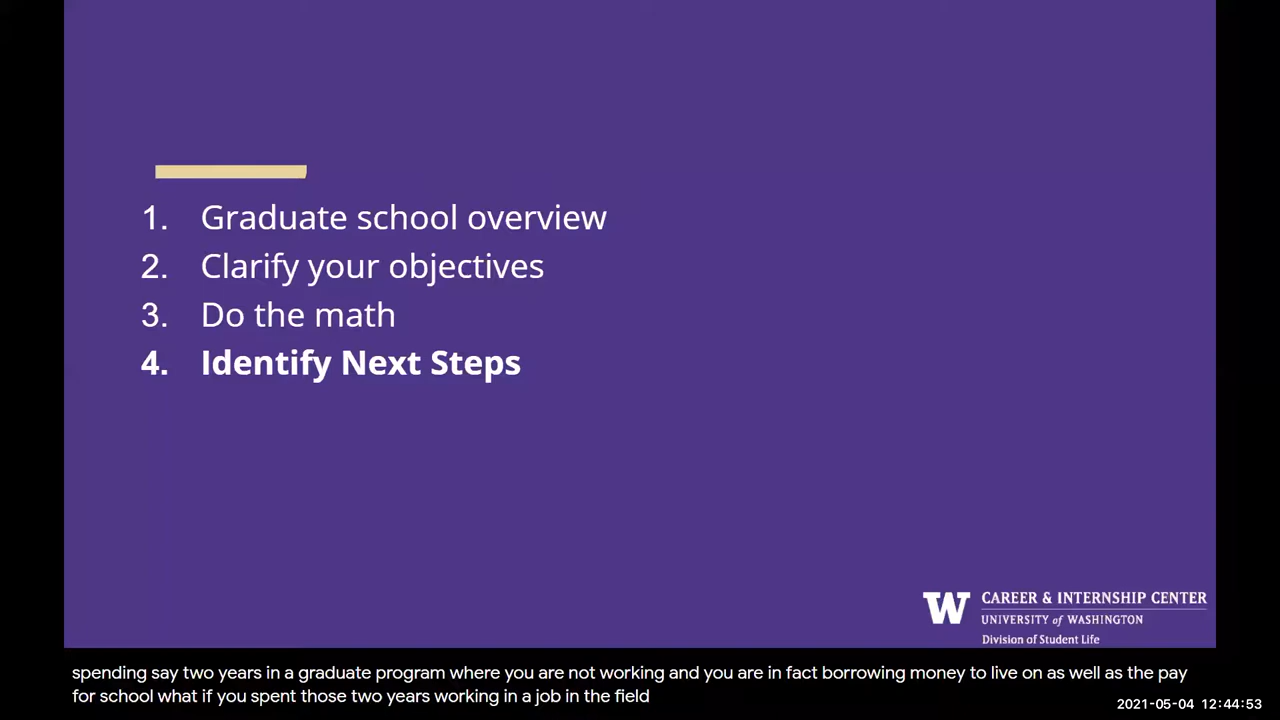 1. Graduate school overview
2. Clarify your objectives
3. Do the math
4. Identify Next Steps
W CAREER & INTERNSHIP CENTER
UNIVERSITY of WASHINGTON
Division of Student Life
spending say two years in a graduate program where you are not working and you are in fact borrowing money to live on as well as the pay
for school what if you spent those two years working in a job in the field
2021-05-04 12:44:53